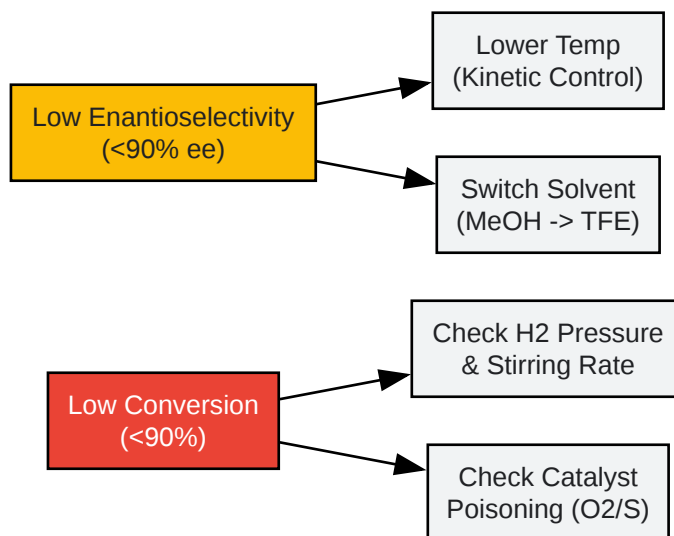 Low Enantioselectivity
(<90% ee)
Lower Temp
(Kinetic Control)
Switch Solvent
(MeOH -> TFE)
Low Conversion
(<90%)
Check H2 Pressure
& Stirring Rate
Check Catalyst
Poisoning (O2/S)